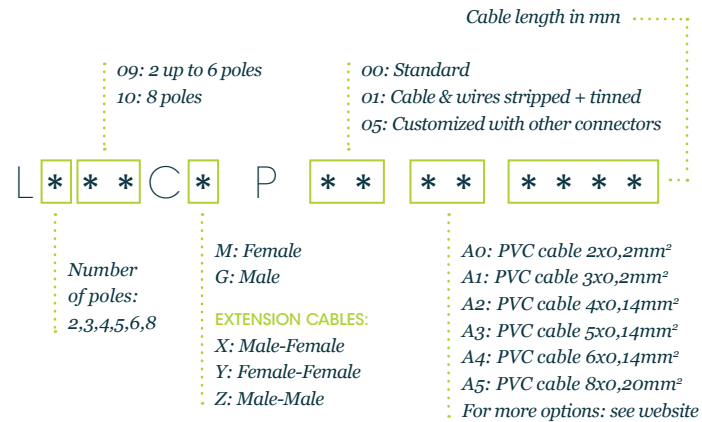 Cable length in mm
09: 2 up to 6 poles
10: 8 poles
00: Standard
01: Cable & wires stripped + tinned
05: Customized with other connectors
L * * * C * P * * * * * * * *
Number
of poles:
2,3,4,5,6,8
M: Female
G: Male
EXTENSION CABLES:
X: Male-Female
Y: Female-Female
Z: Male-Male
A0: PVC cable 2x0,2mm²
A1: PVC cable 3x0,2mm²
A2: PVC cable 4x0,14mm²
A3: PVC cable 5x0,14mm²
A4: PVC cable 6x0,14mm²
A5: PVC cable 8x0,20mm²
For more options: see website